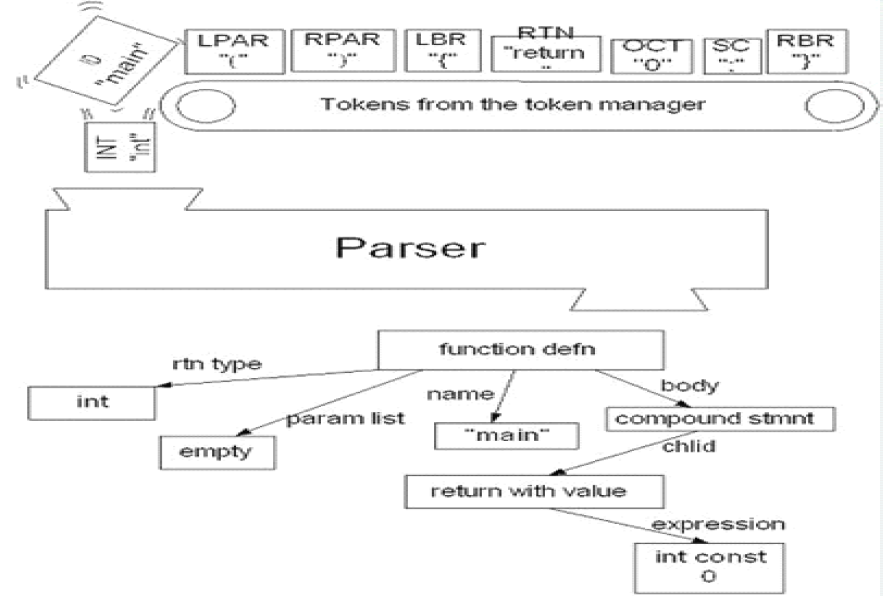 ID
"main"
LPAR
"("
RPAR
")"
LBR
"{"
RTN
"return
"
OCT
"0"
SC
";"
RBR
"}"
Tokens from the token manager
INT
"int"
Parser
function defn
rtn type
int
param list
empty
name
"main"
body
compound stmnt
chlid
return with value
expression
int const
0